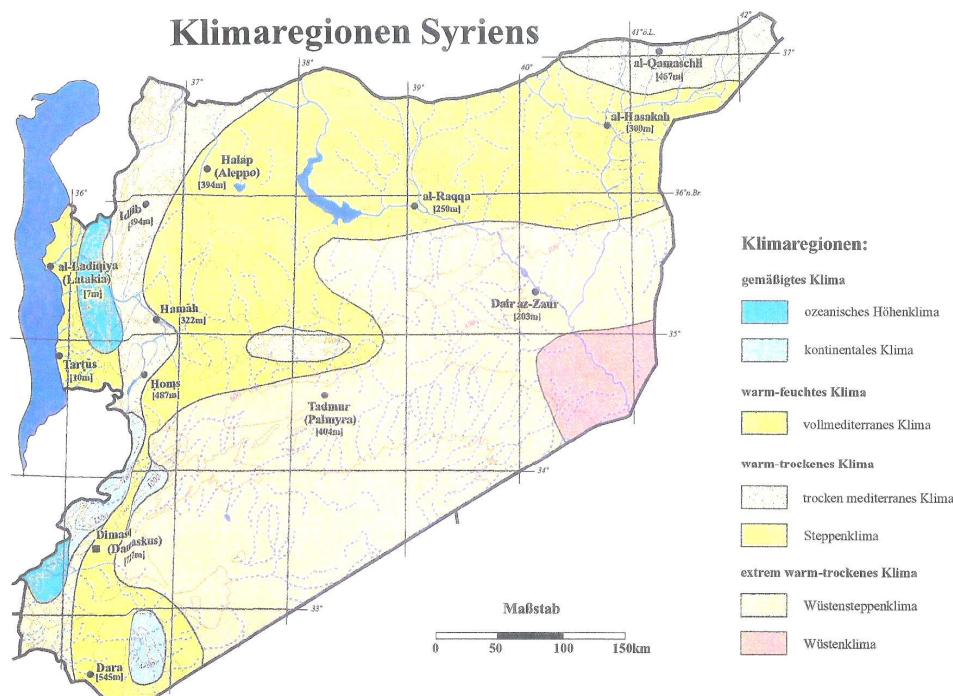 Klimaregionen Syriens
42°
41° ö.L.
37°
al-Qamaschli
[467m]
40°
38°
37°
39°
al-Hasakah
[300m]
Halap
(Aleppo)
[394m]
36°
36° n.Br.
al-Raqqa
[250m]
Idlib
al-Ladiqiya
(Latakia)
[7m]
Dair az-Zaur
[203m]
Hamāh
[322m]
35°
Tartūs
[10m]
Homs
[487m]
Tadmur
(Palmyra)
[404m]
34°
(Damaskus)
33°
Dara
[545m]
Maßstab
0 50 100 150km
Klimaregionen:
gemäßigtes Klima
ozeanisches Höhenklima
kontinentales Klima
warm-feuchtes Klima
vollmediterranes Klima
warm-trockenes Klima
trocken mediterranes Klima
Steppenklima
extrem warm-trockenes Klima
Wüstensteppenklima
Wüstenklima